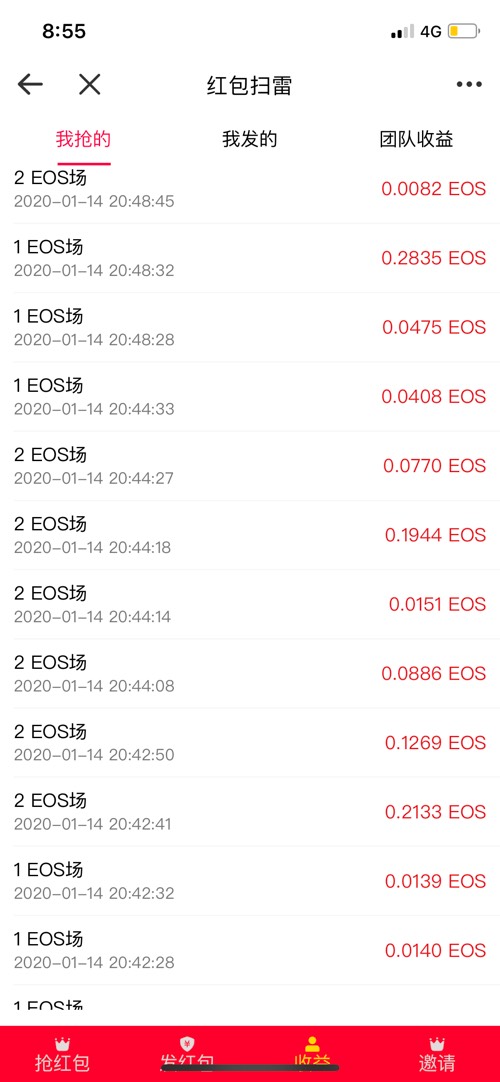 8:55
4G
红包扫雷
我抢的 我发的 团队收益
2 EOS场
0.0082 EOS
2020-01-14 20:48:45
1 EOS场
0.2835 EOS
2020-01-14 20:48:32
1 EOS场
0.0475 EOS
2020-01-14 20:48:28
1 EOS场
0.0408 EOS
2020-01-14 20:44:33
2 EOS场
0.0770 EOS
2020-01-14 20:44:27
2 EOS场
0.1944 EOS
2020-01-14 20:44:18
2 EOS场
0.0151 EOS
2020-01-14 20:44:14
2 EOS场
0.0886 EOS
2020-01-14 20:44:08
2 EOS场
0.1269 EOS
2020-01-14 20:42:50
2 EOS场
0.2133 EOS
2020-01-14 20:42:41
1 EOS场
0.0139 EOS
2020-01-14 20:42:32
1 EOS场
0.0140 EOS
2020-01-14 20:42:28
1 EOS场
抢红包 发红包 收益 邀请